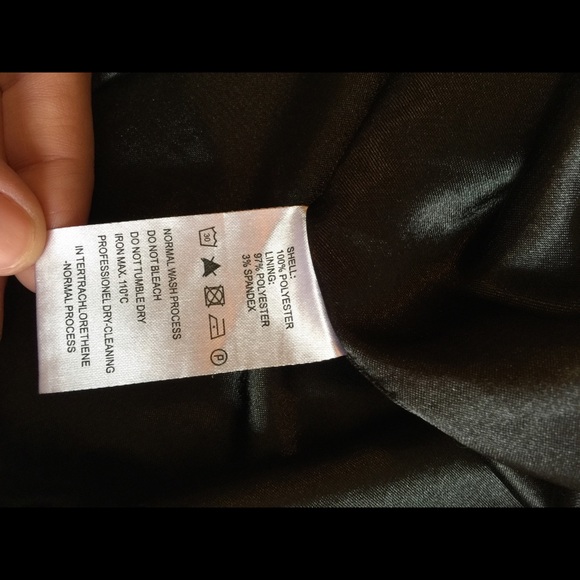 SHELL:
100% POLYESTER
LINING:
97% POLYESTER
3% SPANDEX
30
P
NORMAL WASH PROCESS
DO NOT BLEACH
DO NOT TUMBLE DRY
IRON MAX. 110°C
PROFESSIONEL DRY-CLEANING
IN TERTRACHLORETHENE
-NORMAL PROCESS